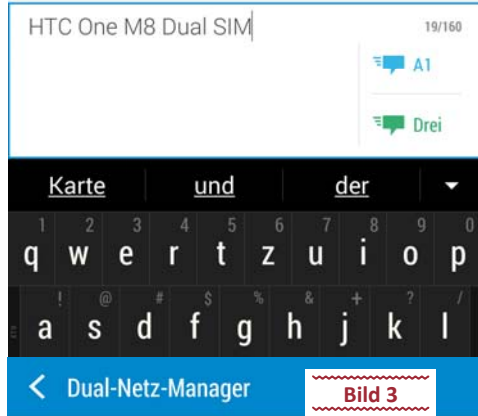 HTC One M8 Dual SIM
19/160
A1
Drei
Karte und der
1 2 3 4 5 6 7 8 9 0
q w e r t z u i o p
! @ # $ % & + ? /
a s d f g h j k l
Dual-Netz-Manager
Bild 3